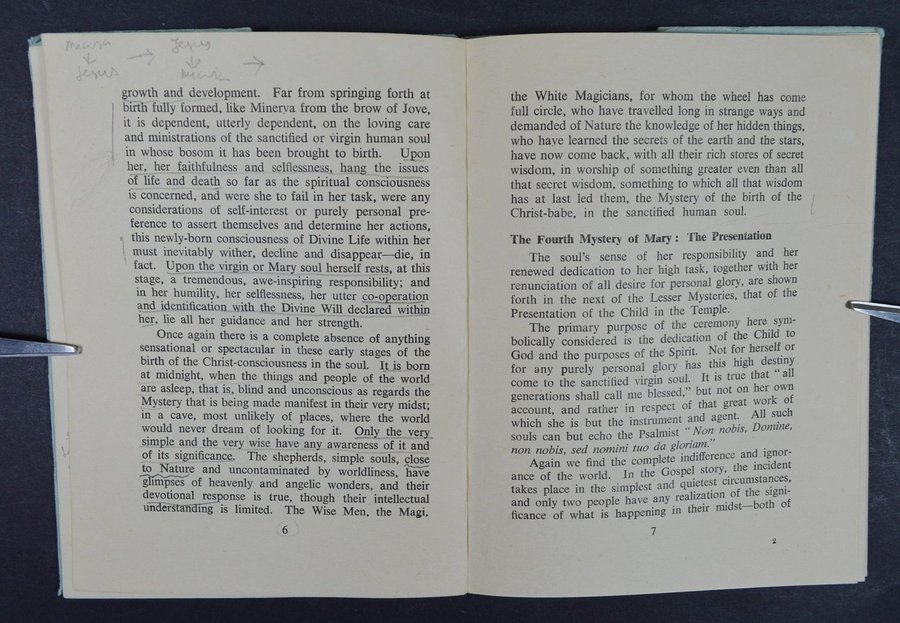 Jesus
Jesus
growth and development. Far from springing forth at
birth fully formed, like Minerva from the brow of Jove,
it is dependent, utterly dependent, on the loving care
and ministrations of the sanctified or virgin human soul
in whose bosom it has been brought to birth. Upon
her, her faithfulness and selflessness, hang the issues
of life and death so far as the spiritual consciousness
is concerned, and were she to fail in her task, were any
considerations of self-interest or purely personal pre-
ference to assert themselves and determine her actions,
this newly-born consciousness of Divine Life within her
must inevitably wither, decline and disappear—die, in
fact. Upon the virgin or Mary soul herself rests, at this
stage, a tremendous, awe-inspiring responsibility; and
in her humility, her selflessness, her utter co-operation
and identification with the Divine Will declared within
her, lie all her guidance and her strength.
Once again there is a complete absence of anything
sensational or spectacular in these early stages of the
birth of the Christ-consciousness in the soul. It is born
at midnight, when the things and people of the world
are asleep, that is, blind and unconscious as regards the
Mystery that is being made manifest in their very midst;
in a cave, most unlikely of places, where the world
would never dream of looking for it. Only the very
simple and the very wise have any awareness of it and
of its significance. The shepherds, simple souls, close
to Nature and uncontaminated by worldliness, have
glimpses of heavenly and angelic wonders, and their
devotional response is true, though their intellectual
understanding is limited. The Wise Men, the Magi,
6
the White Magicians, for whom the wheel has come
full circle, who have travelled long in strange ways and
demanded of Nature the knowledge of her hidden things,
who have learned the secrets of the earth and the stars,
have now come back, with all their rich stores of secret
wisdom, in worship of something greater even than all
that secret wisdom, something to which all that wisdom
has at last led them, the Mystery of the birth of the
Christ-babe, in the sanctified human soul.
The Fourth Mystery of Mary: The Presentation
The soul's sense of her responsibility and her
renewed dedication to her high task, together with her
renunciation of all desire for personal glory, are shown
forth in the next of the Lesser Mysteries, that of the
Presentation of the Child in the Temple.
The primary purpose of the ceremony here sym-
bolically considered is the dedication of the Child to
God and the purposes of the Spirit. Not for herself or
for any purely personal glory has this high destiny
come to the sanctified virgin soul. It is true that "all
generations shall call me blessed," but not on her own
account, and rather in respect of that great work of
which she is but the instrument and agent. All such
souls can but echo the Psalmist "Non nobis, Domine,
non nobis, sed nomini tuo da gloriam."
Again we find the complete indifference and ignor-
ance of the world. In the Gospel story, the incident
takes place in the simplest and quietest circumstances,
and only two people have any realization of the signi-
ficance of what is happening in their midst—both of
7
2